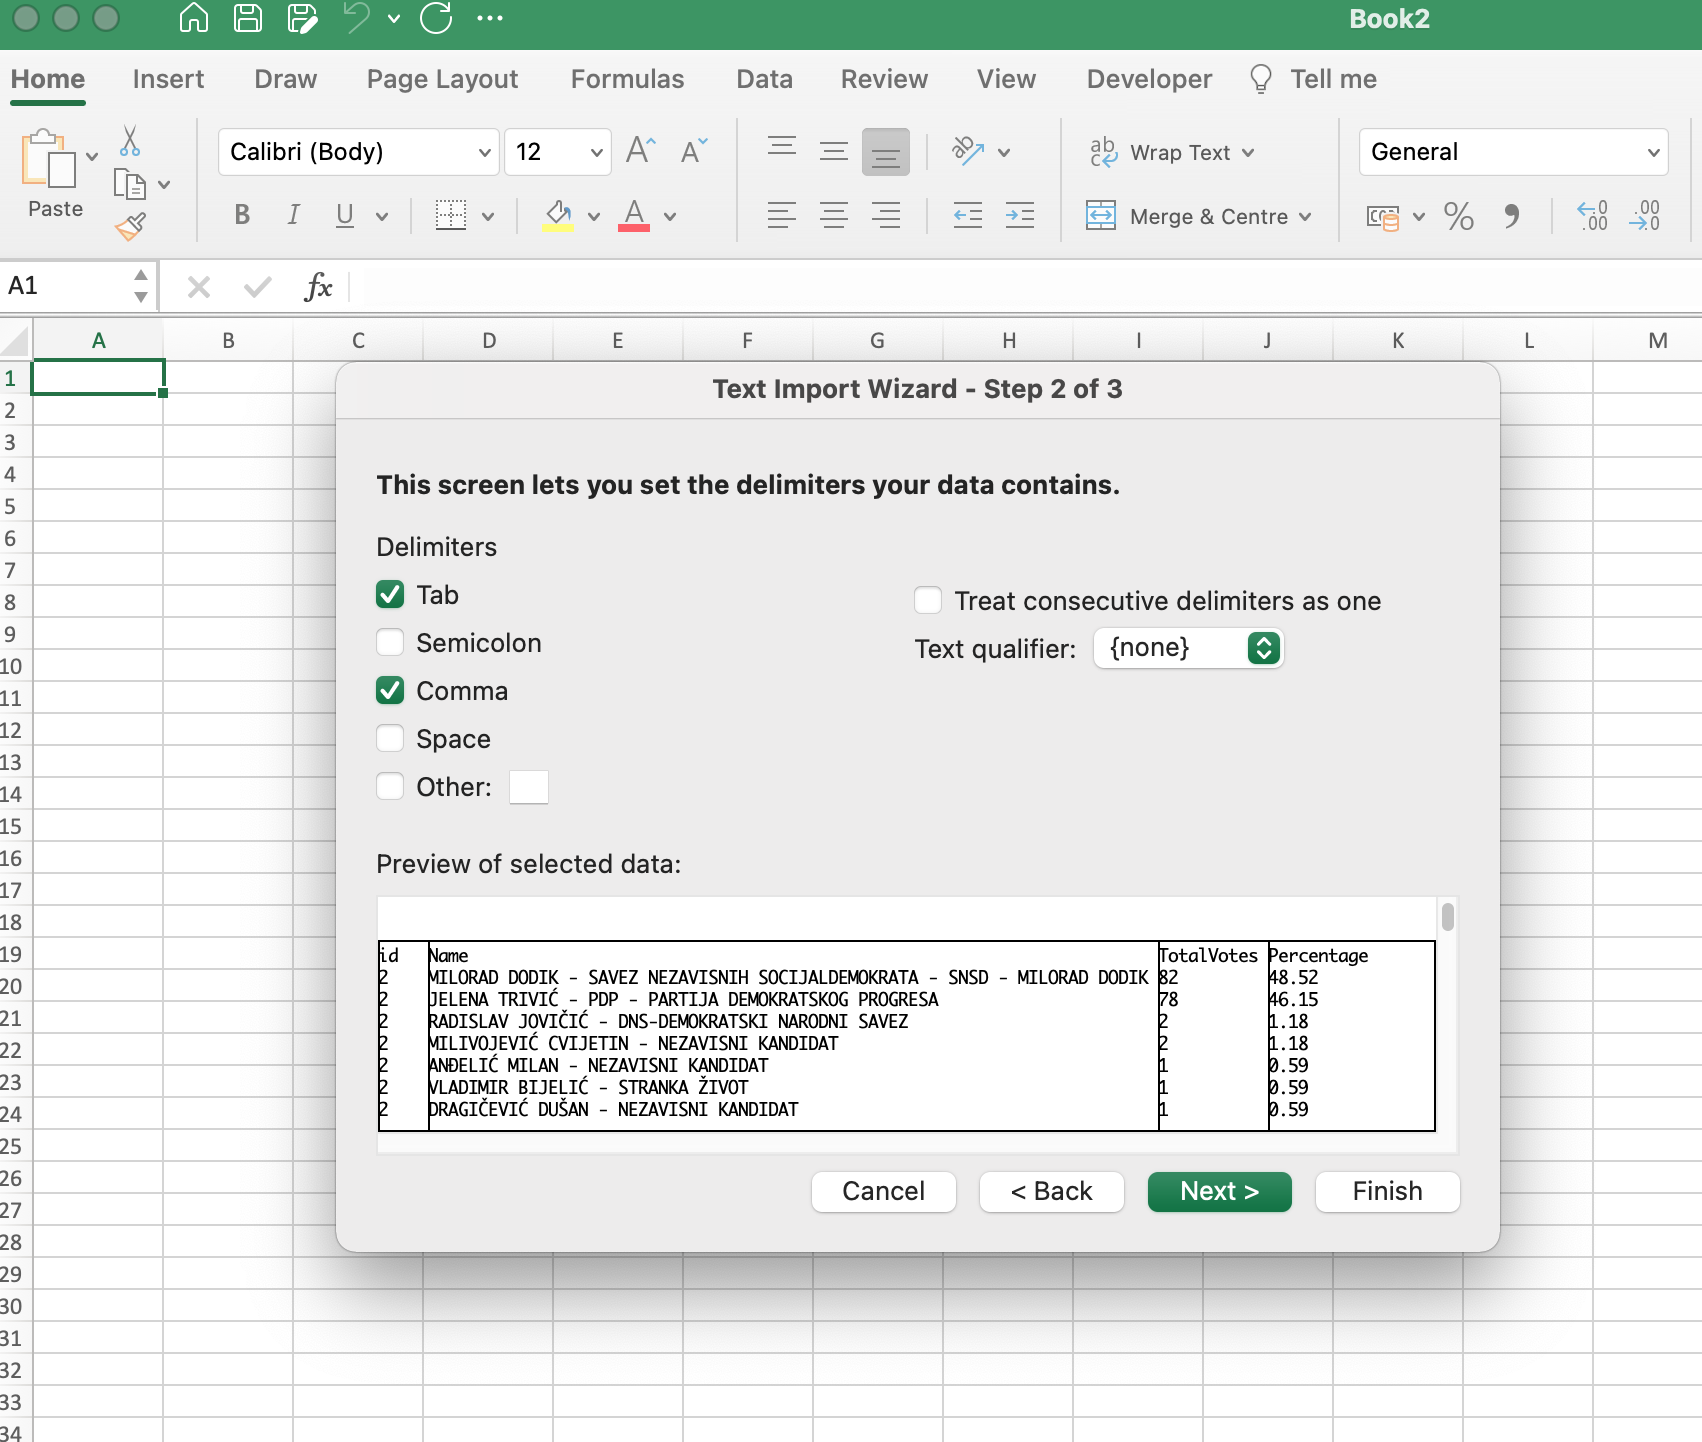 Book2
Home Insert Draw Page Layout Formulas Data Review View Developer Tell me
Paste
Calibri (Body) 12 A A
B I U A
ab Wrap Text
Merge & Centre
General
% .00 .00
A1 fx
A B C D E F G H I J K L M
1
2
3
4
5
6
7
8
9
10
11
12
13
14
15
16
17
18
19
20
21
22
23
24
25
26
27
28
29
30
31
32
33
34
Text Import Wizard - Step 2 of 3
This screen lets you set the delimiters your data contains.
Delimiters
Tab
Semicolon
Comma
Space
Other:
Treat consecutive delimiters as one
Text qualifier: {none}
Preview of selected data:
id Name TotalVotes Percentage
2 MILORAD DODIK - SAVEZ NEZAVISNIH SOCIJALDEMOKRATA - SNSD - MILORAD DODIK 82 48.52
2 JELENA TRIVIĆ - PDP - PARTIJA DEMOKRATSKOG PROGRESA 78 46.15
2 RADISLAV JOVIČIĆ - DNS-DEMOKRATSKI NARODNI SAVEZ 2 1.18
2 MILIVOJEVIĆ CVIJETIN - NEZAVISNI KANDIDAT 2 1.18
2 ANĐELIĆ MILAN - NEZAVISNI KANDIDAT 1 0.59
2 VLADIMIR BIJELIĆ - STRANKA ŽIVOT 1 0.59
2 DRAGIČEVIĆ DUŠAN - NEZAVISNI KANDIDAT 1 0.59
Cancel < Back Next > Finish